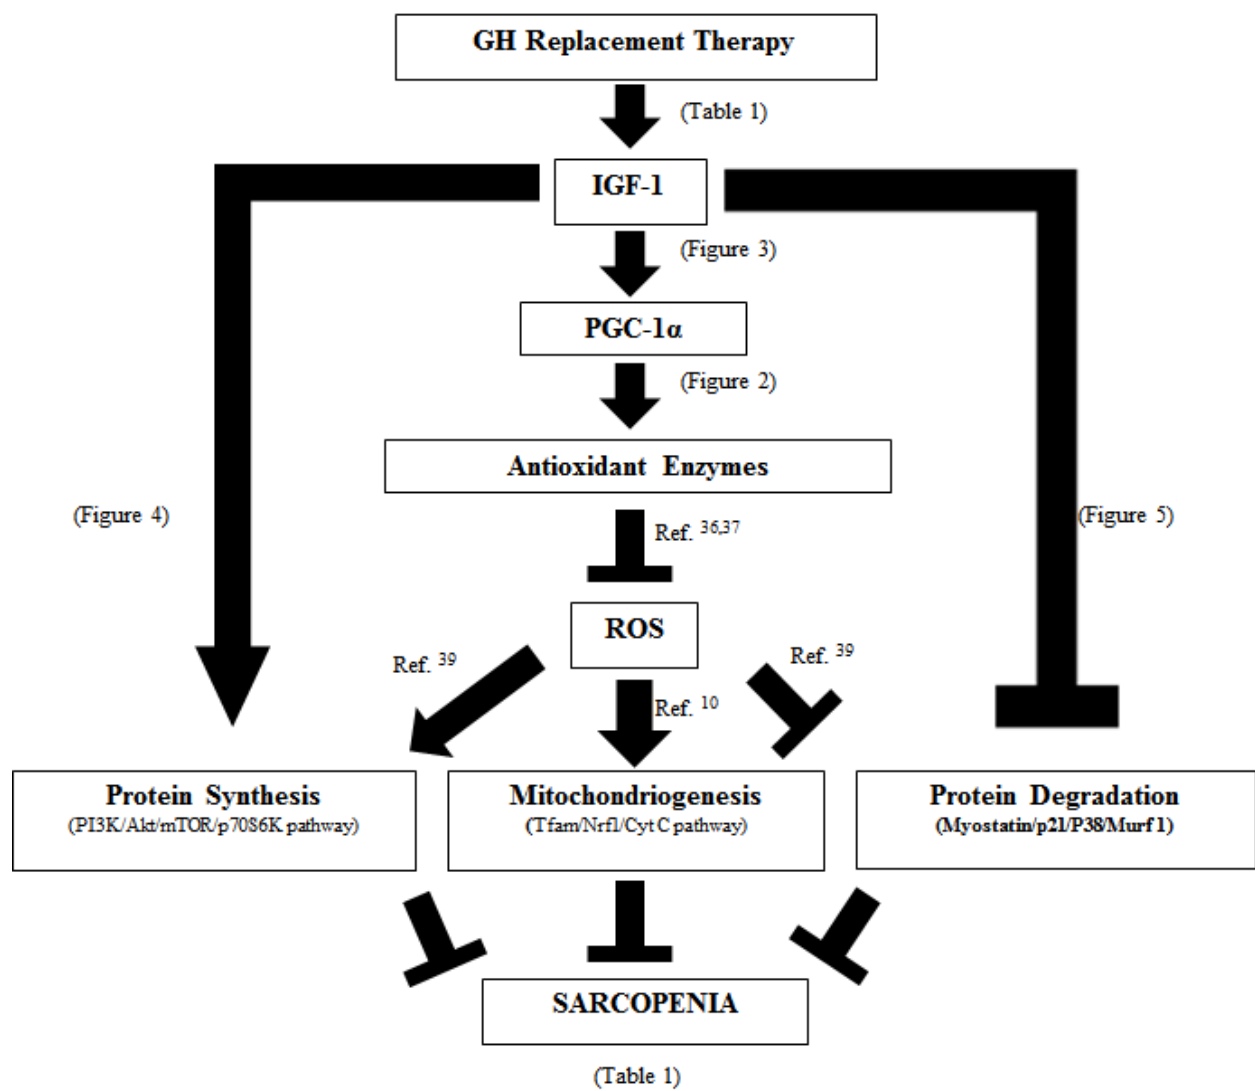 GH Replacement Therapy
(Table 1)
IGF-1
(Figure 3)
PGC-1α
(Figure 2)
Antioxidant Enzymes
(Figure 4)
Ref. 36,37
(Figure 5)
ROS
Ref. 39
Ref. 10
Ref. 39
Protein Synthesis
(PI3K/Akt/mTOR/p70S6K pathway)
Mitochondriogenesis
(Tfam/Nrf1/Cyt C pathway)
Protein Degradation
(Myostatin/p21/P38/Murf1)
SARCOPENIA
(Table 1)